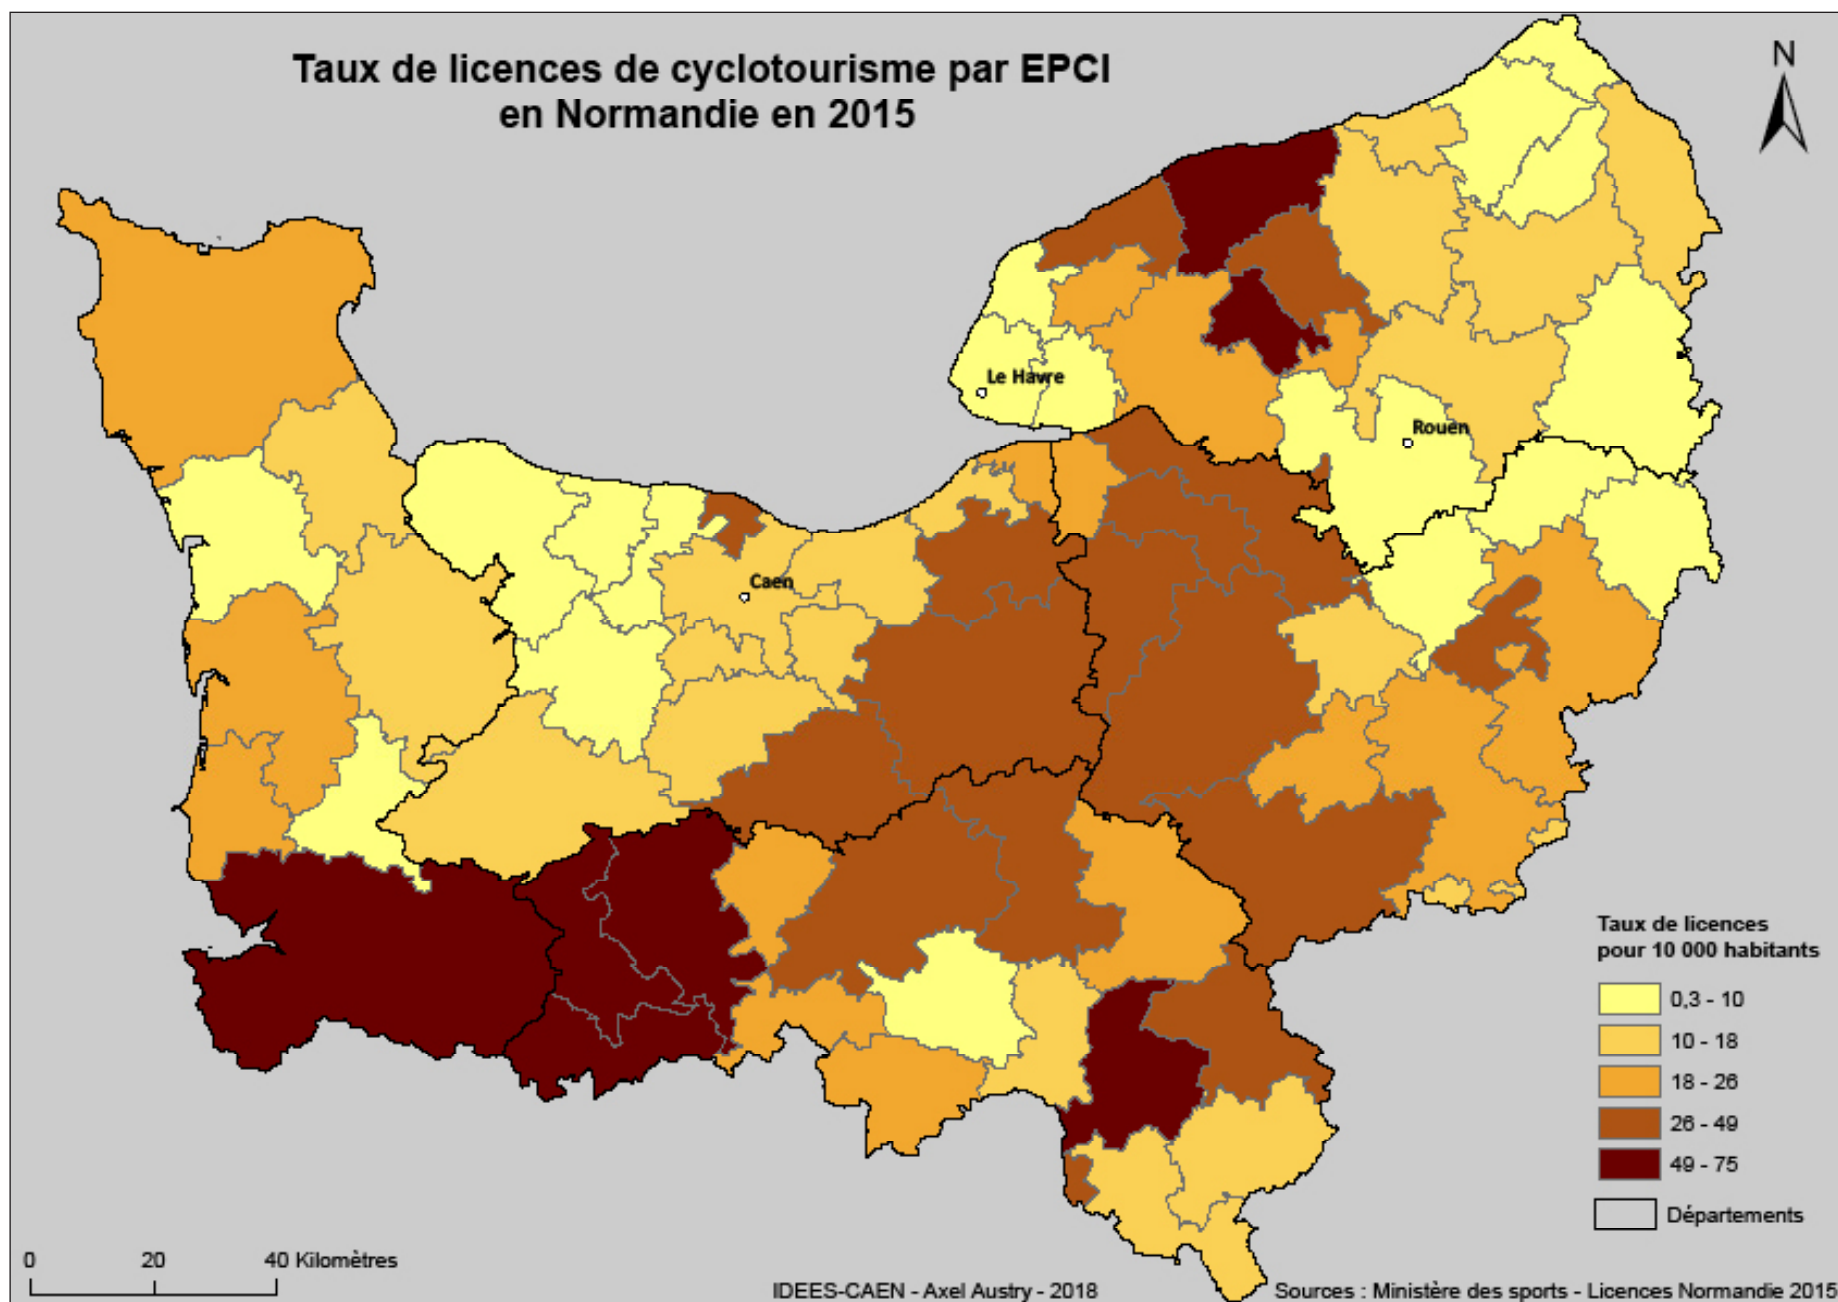 Taux de licences de cyclotourisme par EPCI
en Normandie en 2015
N
Le Havre
Rouen
Caen
Taux de licences
pour 10 000 habitants
0,3 - 10
10 - 18
18 - 26
26 - 49
49 - 75
Départements
0 20 40 Kilomètres
IDEES-CAEN - Axel Austry - 2018
Sources : Ministère des sports - Licences Normandie 2015